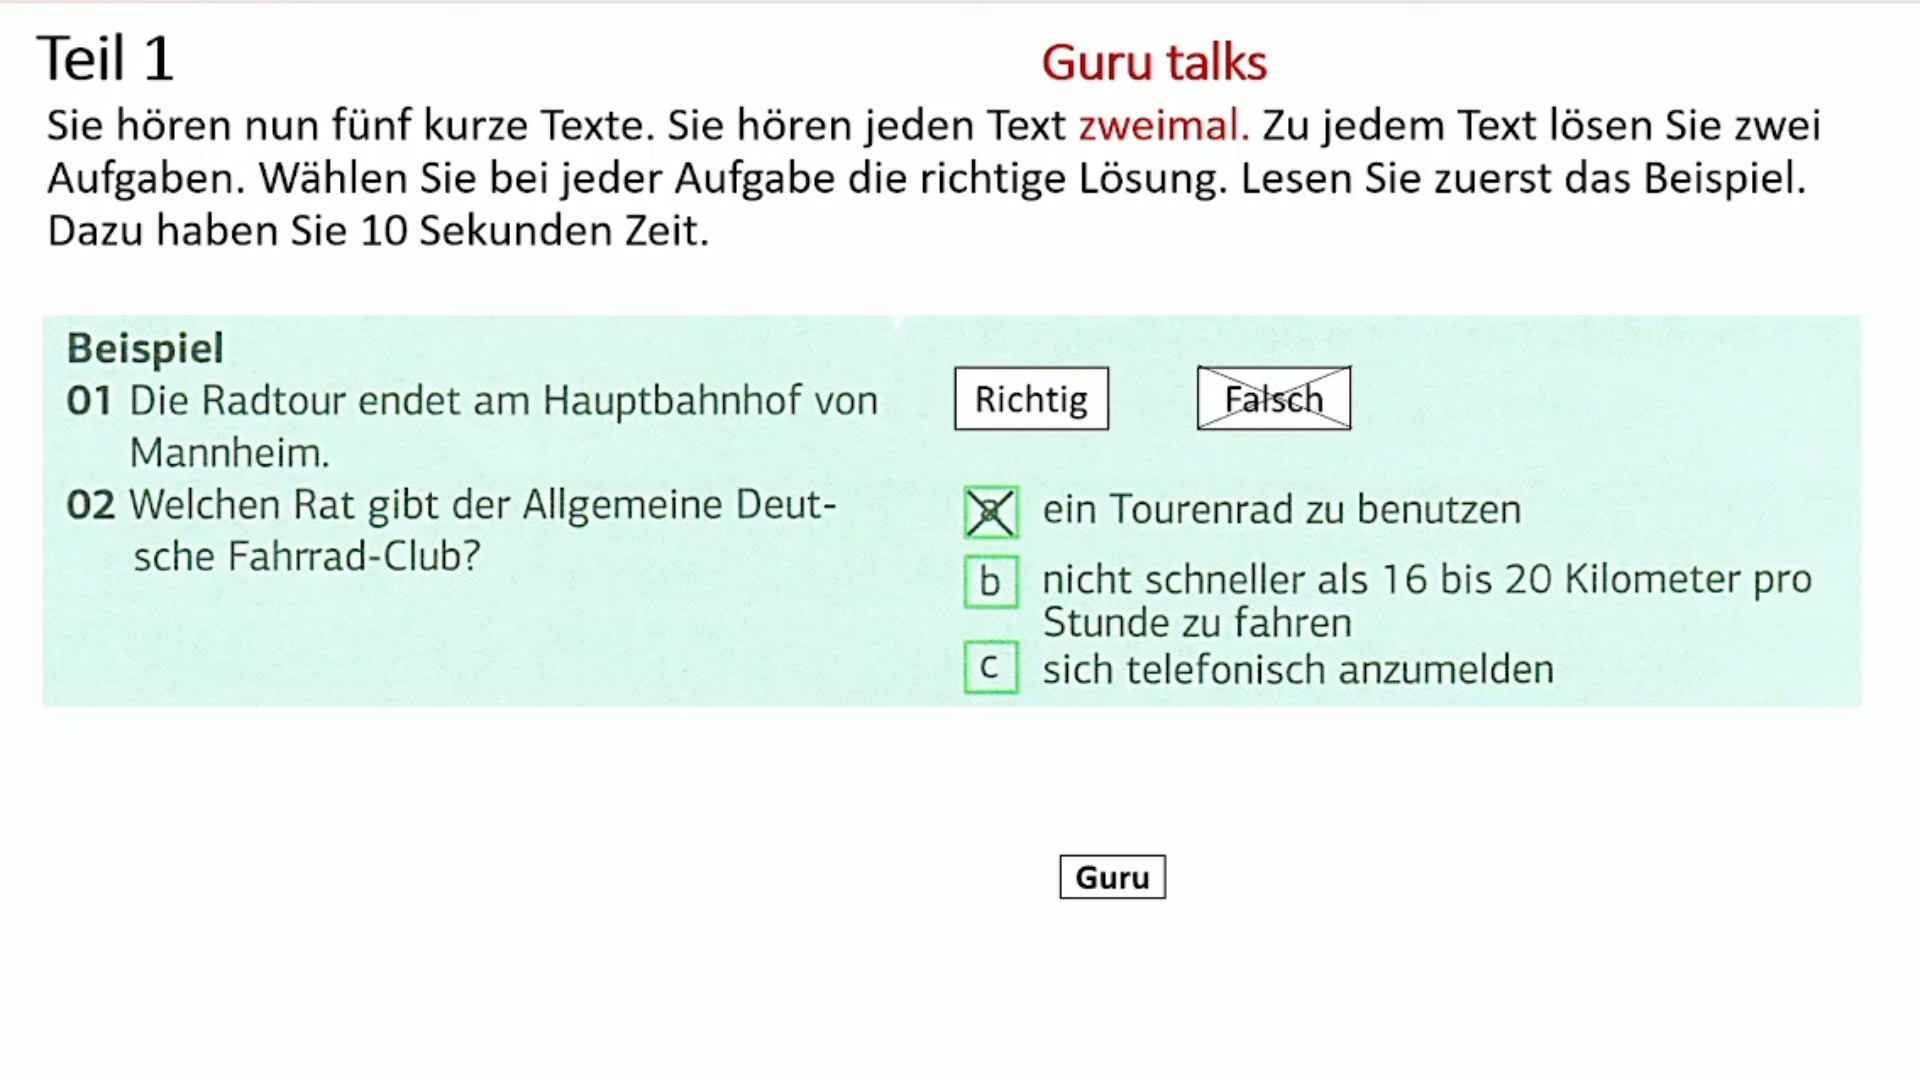 Teil 1
Guru talks
Sie hören nun fünf kurze Texte. Sie hören jeden Text zweimal. Zu jedem Text lösen Sie zwei
Aufgaben. Wählen Sie bei jeder Aufgabe die richtige Lösung. Lesen Sie zuerst das Beispiel.
Dazu haben Sie 10 Sekunden Zeit.
Beispiel
01 Die Radtour endet am Hauptbahnhof von
Mannheim.
Richtig
Falsch
02 Welchen Rat gibt der Allgemeine Deut-
sche Fahrrad-Club?
a ein Tourenrad zu benutzen
b nicht schneller als 16 bis 20 Kilometer pro
Stunde zu fahren
c sich telefonisch anzumelden
Guru